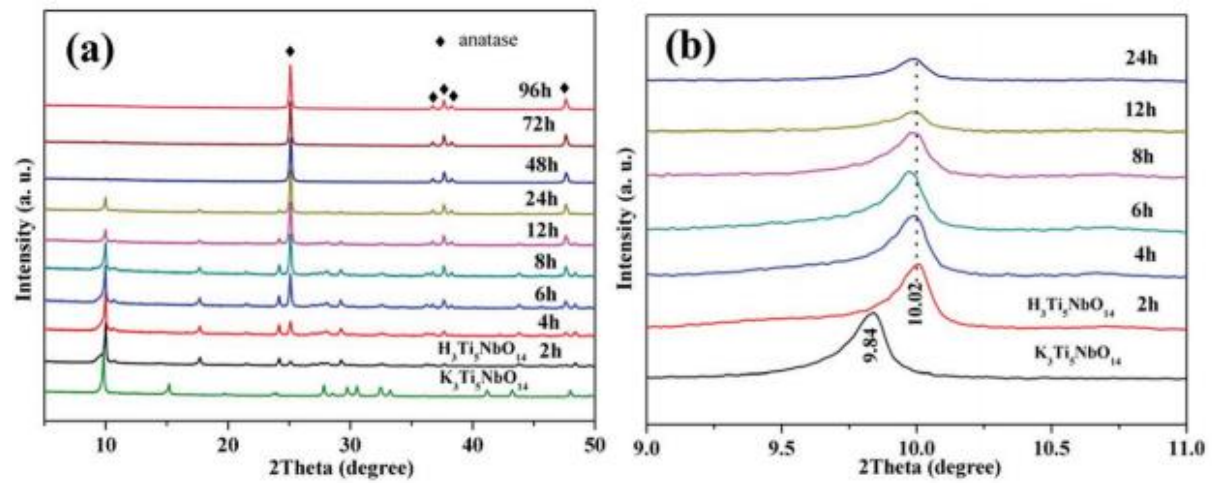 (a)
◆ anatase
96h
72h
48h
24h
12h
8h
6h
4h
H₃Ti₅NbO₁₄ 2h
K₃Ti₅NbO₁₄
Intensity (a. u.)
10 20 30 40 50
2Theta (degree)
(b)
24h
12h
8h
6h
4h
H₃Ti₅NbO₁₄ 2h
K₃Ti₅NbO₁₄
10.02
9.84
Intensity (a. u.)
9.0 9.5 10.0 10.5 11.0
2Theta (degree)